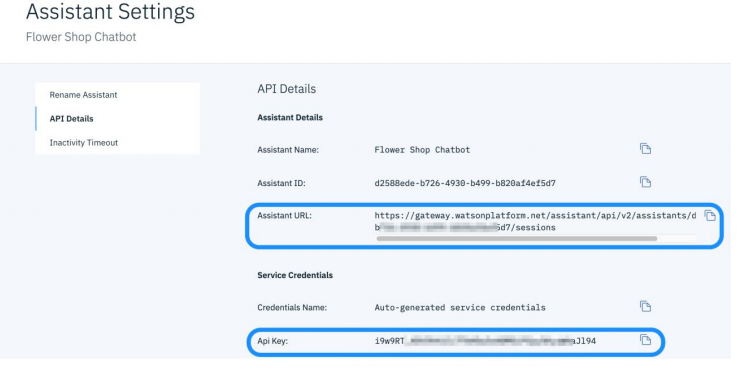 Assistant Settings
Flower Shop Chatbot
Rename Assistant
API Details
Inactivity Timeout
API Details
Assistant Details
Assistant Name: Flower Shop Chatbot
Assistant ID: d2588ede-b726-4930-b499-b820af4ef5d7
Assistant URL: https://gateway.watsonplatform.net/assistant/api/v2/assistants/d
b 5d7/sessions
Service Credentials
Credentials Name: Auto-generated service credentials
Api Key: i9w9RT aJl94